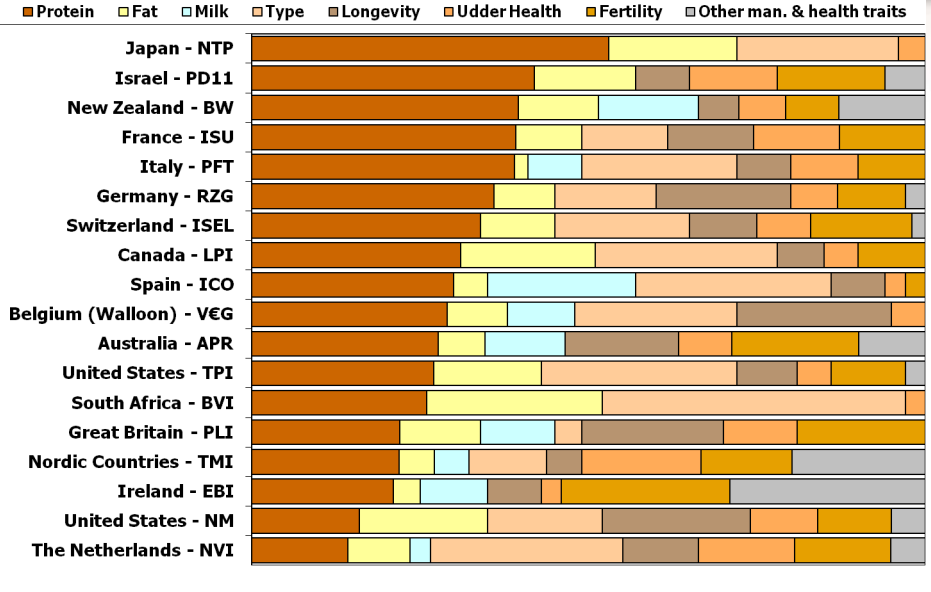 Protein Fat Milk Type Longevity Udder Health Fertility Other man. & health traits
Japan - NTP
Israel - PD11
New Zealand - BW
France - ISU
Italy - PFT
Germany - RZG
Switzerland - ISEL
Canada - LPI
Spain - ICO
Belgium (Walloon) - V€G
Australia - APR
United States - TPI
South Africa - BVI
Great Britain - PLI
Nordic Countries - TMI
Ireland - EBI
United States - NM
The Netherlands - NVI